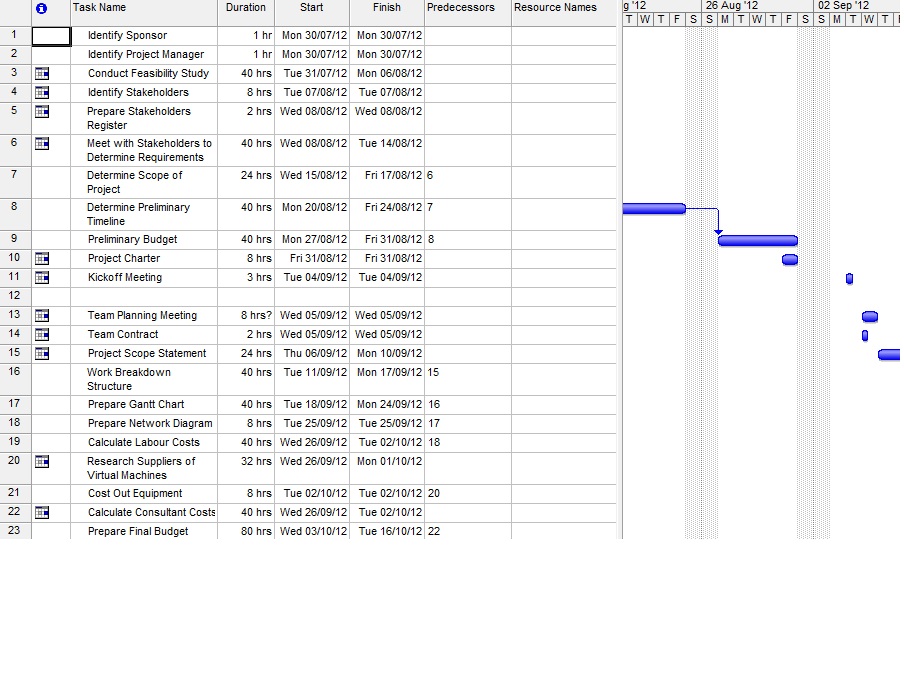 Task Name Duration Start Finish Predecessors Resource Names g '12 26 Aug '12 02 Sep '12
T W T F S S M T W T F S S M T W T F
1 Identify Sponsor 1 hr Mon 30/07/12 Mon 30/07/12
2 Identify Project Manager 1 hr Mon 30/07/12 Mon 30/07/12
3 Conduct Feasibility Study 40 hrs Tue 31/07/12 Mon 06/08/12
4 Identify Stakeholders 8 hrs Tue 07/08/12 Tue 07/08/12
5 Prepare Stakeholders 2 hrs Wed 08/08/12 Wed 08/08/12
Register
6 Meet with Stakeholders to 40 hrs Wed 08/08/12 Tue 14/08/12
Determine Requirements
7 Determine Scope of 24 hrs Wed 15/08/12 Fri 17/08/12 6
Project
8 Determine Preliminary 40 hrs Mon 20/08/12 Fri 24/08/12 7
Timeline
9 Preliminary Budget 40 hrs Mon 27/08/12 Fri 31/08/12 8
10 Project Charter 8 hrs Fri 31/08/12 Fri 31/08/12
11 Kickoff Meeting 3 hrs Tue 04/09/12 Tue 04/09/12
12
13 Team Planning Meeting 8 hrs? Wed 05/09/12 Wed 05/09/12
14 Team Contract 2 hrs Wed 05/09/12 Wed 05/09/12
15 Project Scope Statement 24 hrs Thu 06/09/12 Mon 10/09/12
16 Work Breakdown 40 hrs Tue 11/09/12 Mon 17/09/12 15
Structure
17 Prepare Gantt Chart 40 hrs Tue 18/09/12 Mon 24/09/12 16
18 Prepare Network Diagram 8 hrs Tue 25/09/12 Tue 25/09/12 17
19 Calculate Labour Costs 40 hrs Wed 26/09/12 Tue 02/10/12 18
20 Research Suppliers of 32 hrs Wed 26/09/12 Mon 01/10/12
Virtual Machines
21 Cost Out Equipment 8 hrs Tue 02/10/12 Tue 02/10/12 20
22 Calculate Consultant Costs 40 hrs Wed 26/09/12 Tue 02/10/12
23 Prepare Final Budget 80 hrs Wed 03/10/12 Tue 16/10/12 22